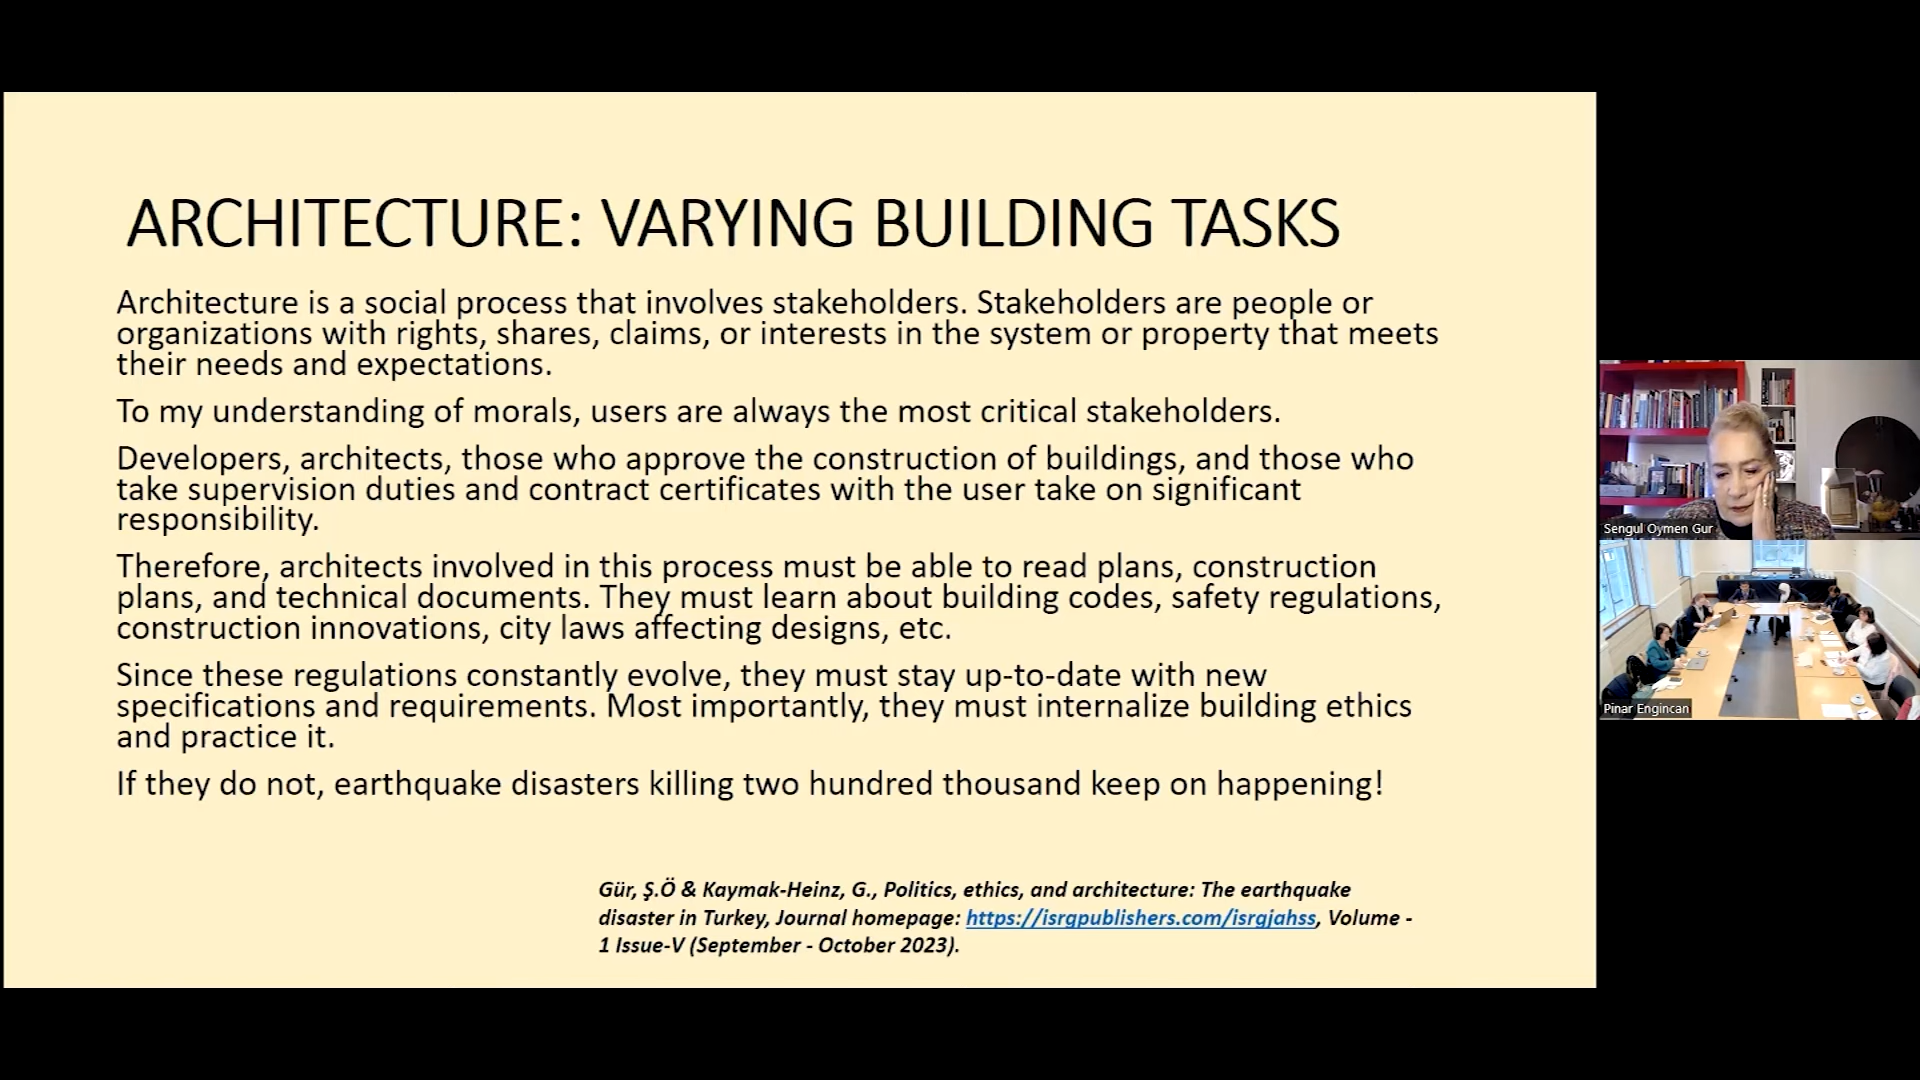 ARCHITECTURE: VARYING BUILDING TASKS
Architecture is a social process that involves stakeholders. Stakeholders are people or
organizations with rights, shares, claims, or interests in the system or property that meets
their needs and expectations.
To my understanding of morals, users are always the most critical stakeholders.
Developers, architects, those who approve the construction of buildings, and those who
take supervision duties and contract certificates with the user take on significant
responsibility.
Therefore, architects involved in this process must be able to read plans, construction
plans, and technical documents. They must learn about building codes, safety regulations,
construction innovations, city laws affecting designs, etc.
Since these regulations constantly evolve, they must stay up-to-date with new
specifications and requirements. Most importantly, they must internalize building ethics
and practice it.
If they do not, earthquake disasters killing two hundred thousand keep on happening!
Gür, Ş.Ö & Kaymak-Heinz, G., Politics, ethics, and architecture: The earthquake
disaster in Turkey, Journal homepage: https://isrgpublishers.com/isrgjahss, Volume -
1 Issue-V (September - October 2023).
Sengul Oymen Gur
Pinar Engincan